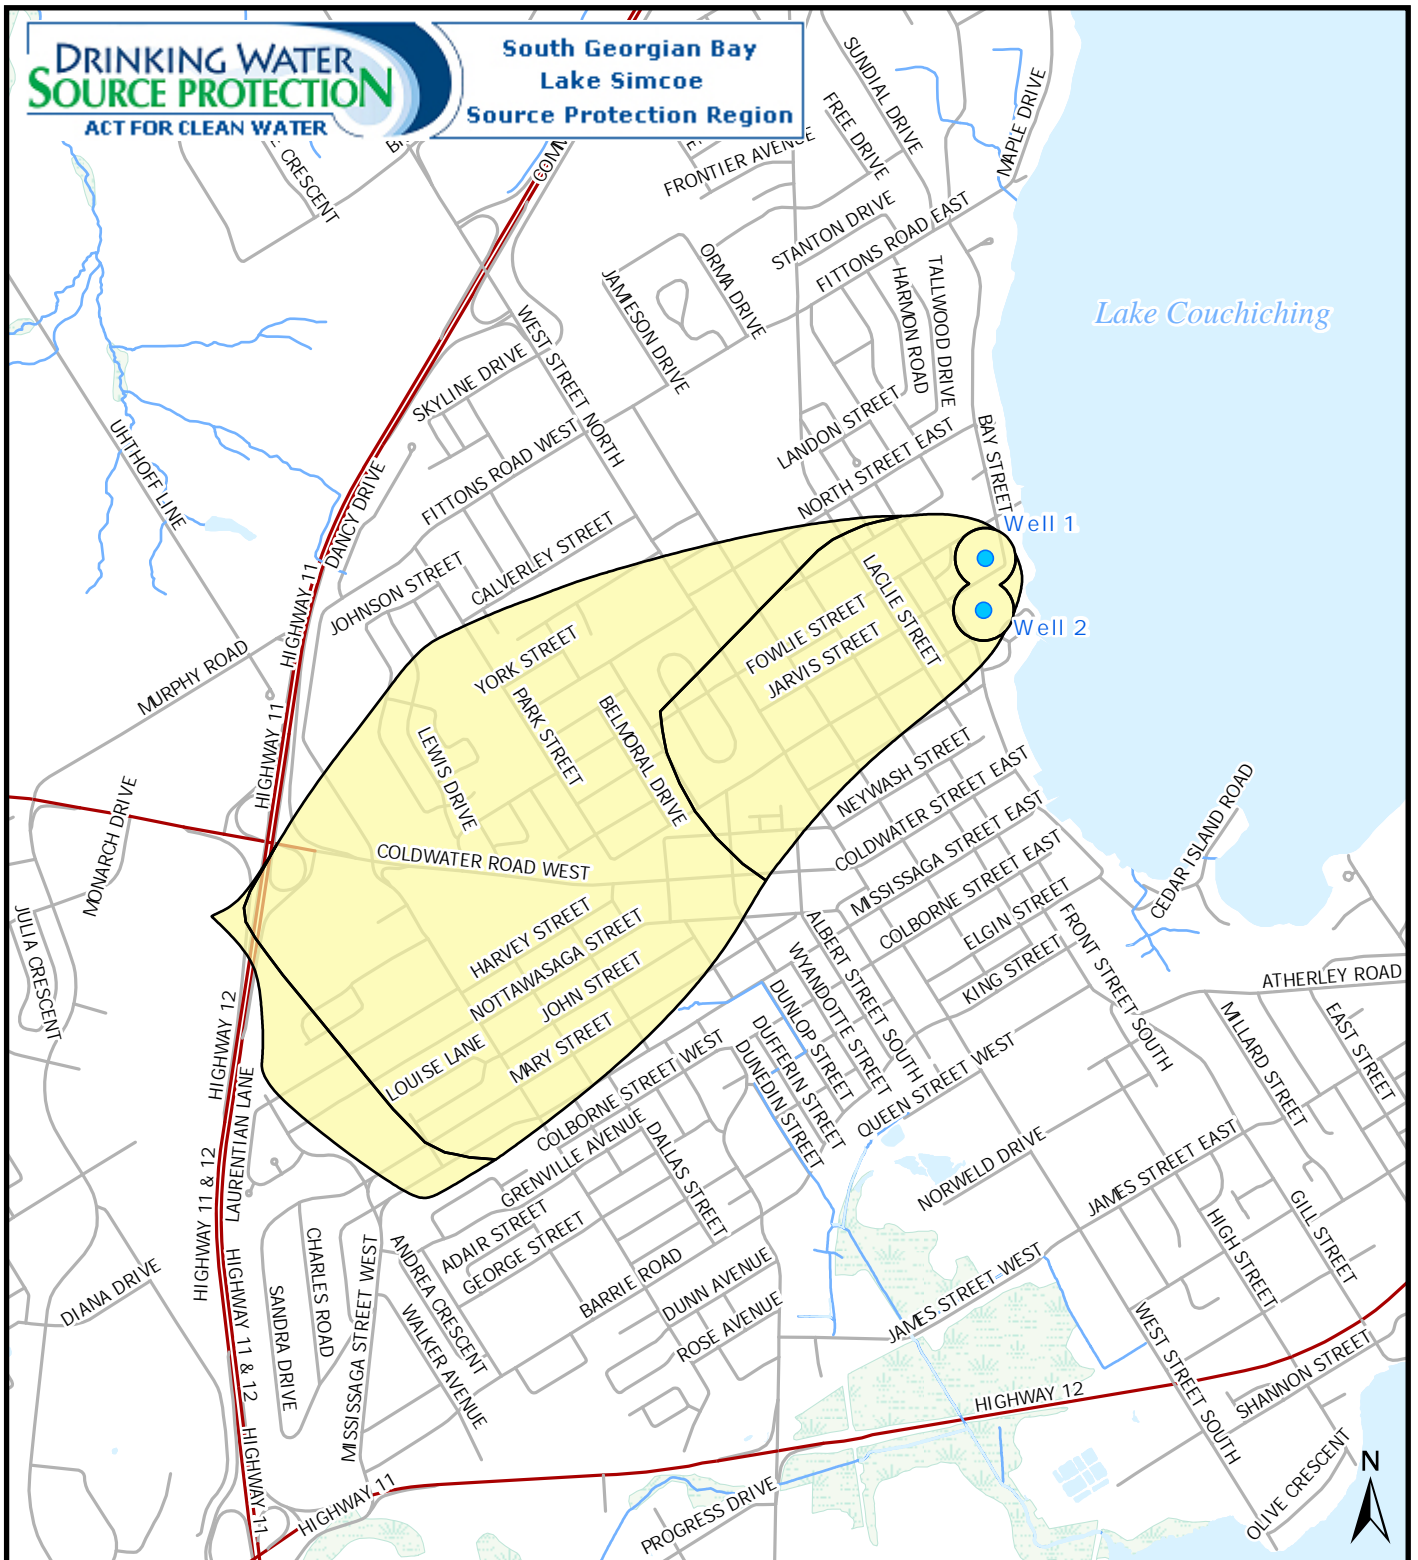 DRINKING WATER
SOURCE PROTECTION
ACT FOR CLEAN WATER
South Georgian Bay
Lake Simcoe
Source Protection Region
CRESCENT
FRONTIER AVENUE
FREE DRIVE
SUNDIAL DRIVE
MAPLE DRIVE
STANTON DRIVE
FITTONS ROAD EAST
ORMA DRIVE
JAMIESON DRIVE
HARMON ROAD
TALLWOOD DRIVE
Lake Couchiching
WEST STREET NORTH
SKYLINE DRIVE
UHTHOFF LINE
DANCY DRIVE
FITTONS ROAD WEST
LANDON STREET
NORTH STREET EAST
BAY STREET
Well 1
CALVERLEY STREET
JOHNSON STREET
HIGHWAY 11
LACLIE STREET
FOWLIE STREET
JARVIS STREET
Well 2
MURPHY ROAD
YORK STREET
PARK STREET
BELMORAL DRIVE
LEWIS DRIVE
HIGHWAY 11
NEYWASH STREET
COLDWATER STREET EAST
MISSISSAGA STREET EAST
COLBORNE STREET EAST
CEDAR ISLAND ROAD
MONARCH DRIVE
COLDWATER ROAD WEST
HARVEY STREET
NOTTAWASAGA STREET
JOHN STREET
MARY STREET
LOUISE LANE
ELGIN STREET
KING STREET
FRONT STREET SOUTH
ALBERT STREET SOUTH
WYANDOTTE STREET
DUNLOP STREET
DUFFERIN STREET
DUNEDIN STREET
JULIA CRESCENT
ATHERLEY ROAD
MILLARD STREET
EAST STREET
HIGHWAY 12
LAURENTIAN LANE
HIGHWAY 11 & 12
QUEEN STREET WEST
COLBORNE STREET WEST
GRENVILLE AVENUE
DALLAS STREET
ADAIR STREET
GEORGE STREET
NORWELD DRIVE
JAMES STREET EAST
GILL STREET
HIGH STREET
CHARLES ROAD
SANDRA DRIVE
MISSISSAGA STREET WEST
ANDREA CRESCENT
WALKER AVENUE
BARRIE ROAD
DUNN AVENUE
ROSE AVENUE
JAMES STREET WEST
DIANA DRIVE
HIGHWAY 11 & 12
HIGHWAY 11
WEST STREET SOUTH
SHANNON STREET
HIGHWAY 12
HIGHWAY 11
PROGRESS DRIVE
OLIVE CRESCENT
N